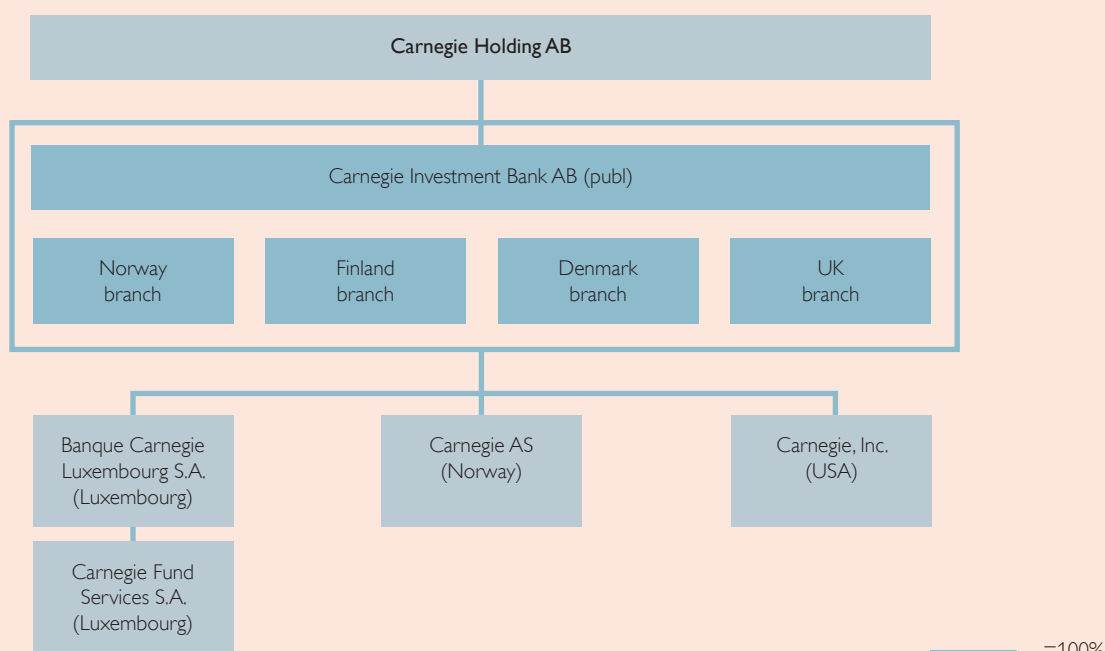 Carnegie Holding AB
Carnegie Investment Bank AB (publ)
Norway
branch
Finland
branch
Denmark
branch
UK
branch
Banque Carnegie
Luxembourg S.A.
(Luxembourg)
Carnegie AS
(Norway)
Carnegie, Inc.
(USA)
Carnegie Fund
Services S.A.
(Luxembourg)
=100%